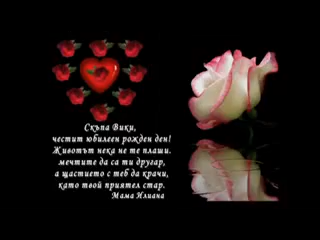 Скъпа Вики,
честит юбилеен рожден ден!
Животът нека не те плаши.
мечтите да са ти другар,
а щастието с теб да крачи,
като твой приятел стар.
Мама Илиана